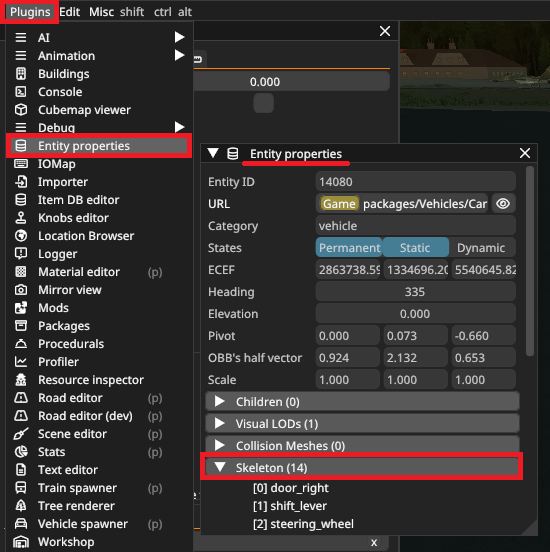 Plugins Edit Misc shift ctrl alt
AI
Animation
Buildings
Console
Cubemap viewer
Debug
Entity properties
IOMap
Importer
Item DB editor
Knobs editor
Location Browser
Logger
Material editor (p)
Mirror view
Mods
Packages
Procedurals
Profiler
Resource inspector
Road editor (p)
Road editor (dev) (p)
Scene editor (p)
Stats (p)
Text editor
Train spawner (p)
Tree renderer
Vehicle spawner (p)
Workshop
0.000
Entity properties
Entity ID 14080
URL Game packages/Vehicles/Car
Category vehicle
States Permanent Static Dynamic
ECEF 2863738.59 1334696.20 5540645.82
Heading 335
Elevation 0.000
Pivot 0.000 0.073 -0.660
OBB's half vector 0.924 2.132 0.653
Scale 1.000 1.000 1.000
Children (0)
Visual LODs (1)
Collision Meshes (0)
Skeleton (14)
[0] door_right
[1] shift_lever
[2] steering_wheel
x